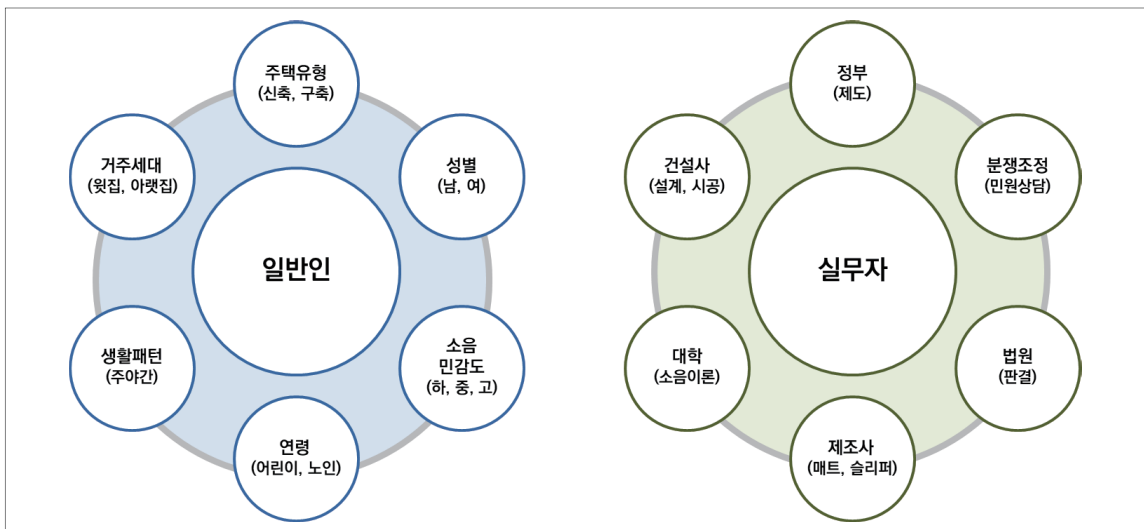 주택유형
(신축, 구축)
거주세대
(윗집, 아랫집)
성별
(남, 여)
일반인
생활패턴
(주야간)
소음
민감도
(하, 중, 고)
연령
(어린이, 노인)
정부
(제도)
건설사
(설계, 시공)
분쟁조정
(민원상담)
실무자
대학
(소음이론)
법원
(판결)
제조사
(매트, 슬리퍼)